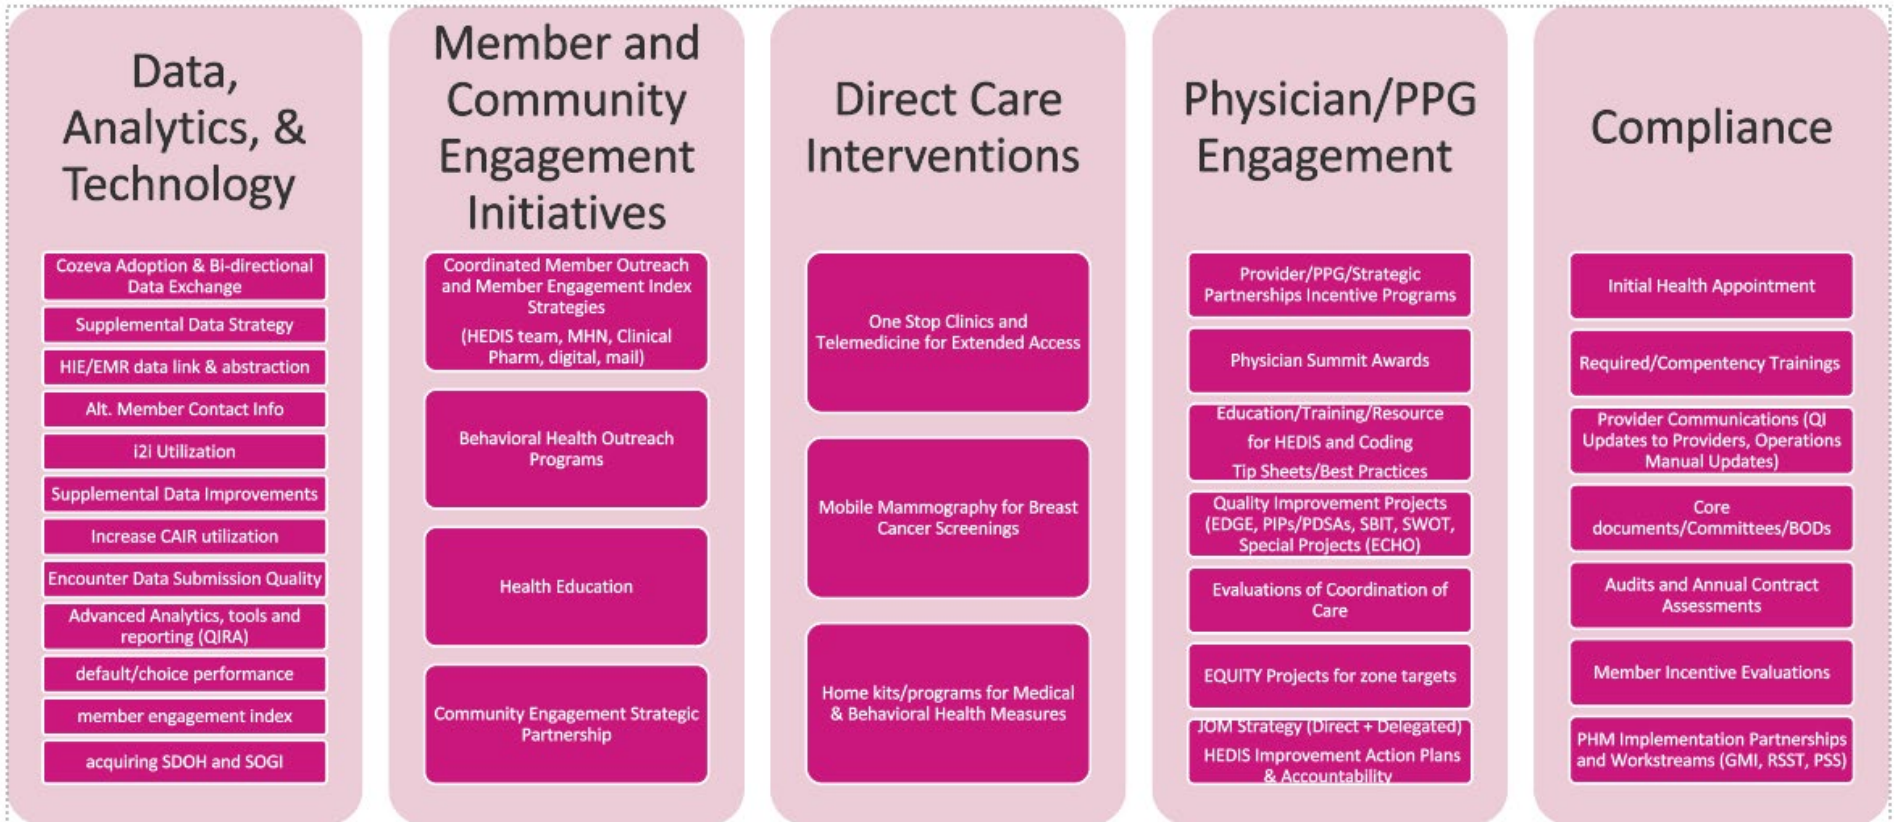 Data,
Analytics, &
Technology
Cozeva Adoption & Bi-directional
Data Exchange
Supplemental Data Strategy
HIE/EMR data link & abstraction
Alt. Member Contact Info
i2i Utilization
Supplemental Data Improvements
Increase CAIR utilization
Encounter Data Submission Quality
Advanced Analytics, tools and
reporting (QIRA)
default/choice performance
member engagement index
acquiring SDOH and SOGI
Member and
Community
Engagement
Initiatives
Coordinated Member Outreach
and Member Engagement Index
Strategies
(HEDIS team, MHN, Clinical
Pharm, digital, mail)
Behavioral Health Outreach
Programs
Health Education
Community Engagement Strategic
Partnership
Direct Care
Interventions
One Stop Clinics and
Telemedicine for Extended Access
Mobile Mammography for Breast
Cancer Screenings
Home kits/programs for Medical
& Behavioral Health Measures
Physician/PPG
Engagement
Provider/PPG/Strategic
Partnerships Incentive Programs
Physician Summit Awards
Education/Training/Resource
for HEDIS and Coding
Tip Sheets/Best Practices
Quality Improvement Projects
(EDGE, PIPs/PDSAs, SBIT, SWOT,
Special Projects (ECHO)
Evaluations of Coordination of
Care
EQUITY Projects for zone targets
JOM Strategy (Direct + Delegated)
HEDIS Improvement Action Plans
& Accountability
Compliance
Initial Health Appointment
Required/Compentency Trainings
Provider Communications (QI
Updates to Providers, Operations
Manual Updates)
Core
documents/Committees/BODs
Audits and Annual Contract
Assessments
Member Incentive Evaluations
PHM Implementation Partnerships
and Workstreams (GMI, RSST, PSS)